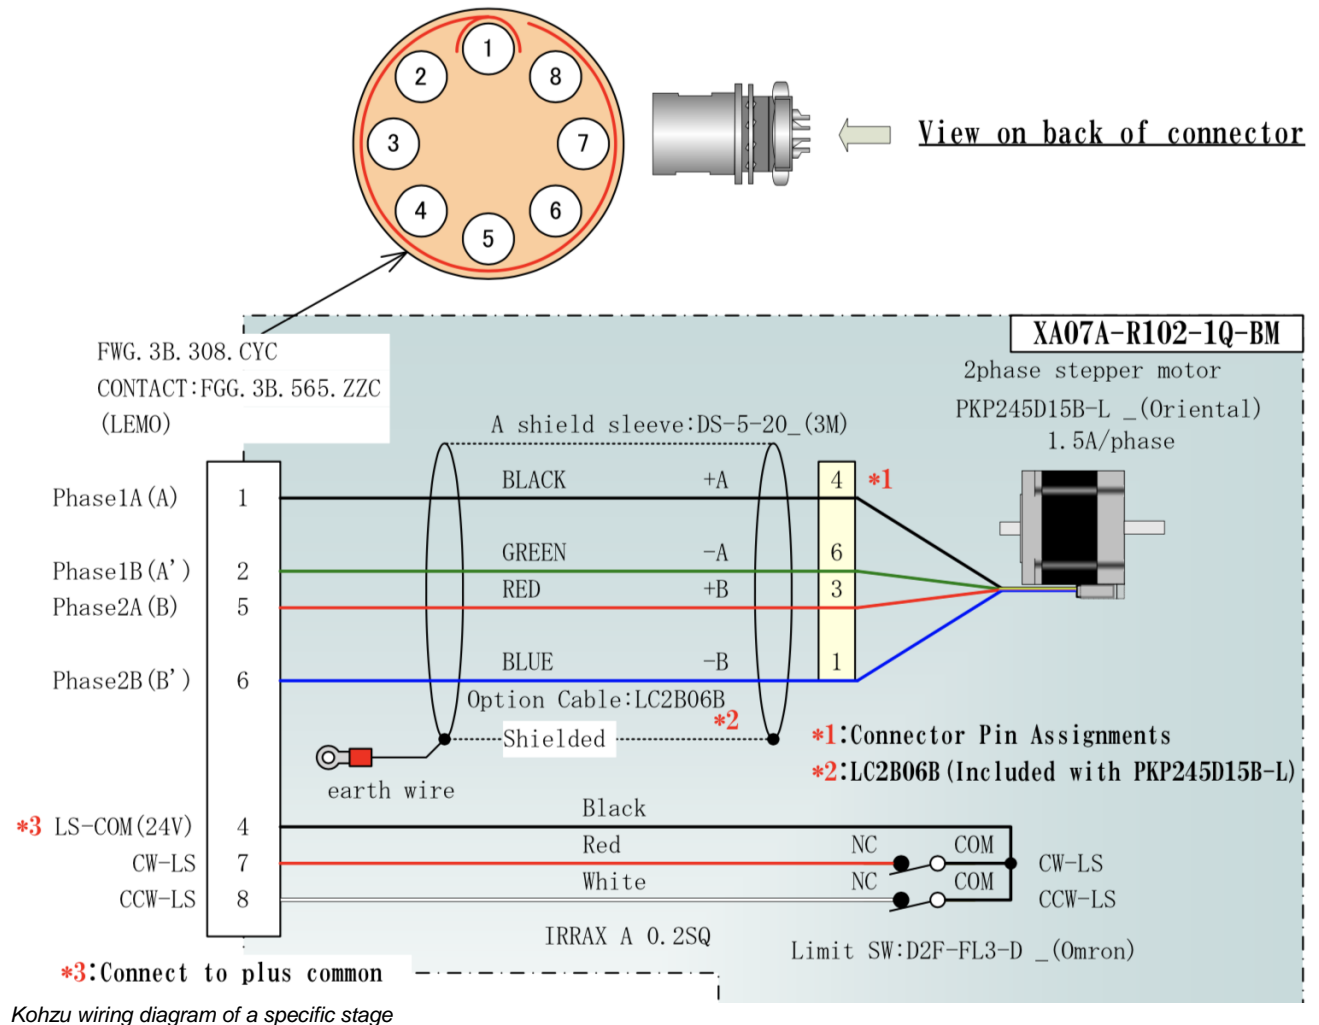 1
2
8
3
7
4
6
5
View on back of connector
XA07A-R102-1Q-BM
2phase stepper motor
PKP245D15B-L _(Oriental)
1.5A/phase
FWG.3B.308.CYC
CONTACT:FGG.3B.565.ZZC
(LEMO)
A shield sleeve:DS-5-20_(3M)
Phase1A(A) 1 BLACK +A 4 *1
Phase1B(A') 2 GREEN -A 6
Phase2A(B) 5 RED +B 3
Phase2B(B') 6 BLUE -B 1
Option Cable:LC2B06B
*2
Shielded
earth wire
*1:Connector Pin Assignments
*2:LC2B06B(Included with PKP245D15B-L)
*3 LS-COM(24V) 4 Black
CW-LS 7 Red NC COM CW-LS
CCW-LS 8 White NC COM CCW-LS
IRRAX A 0.2SQ
Limit SW:D2F-FL3-D _(Omron)
*3:Connect to plus common
Kohzu wiring diagram of a specific stage